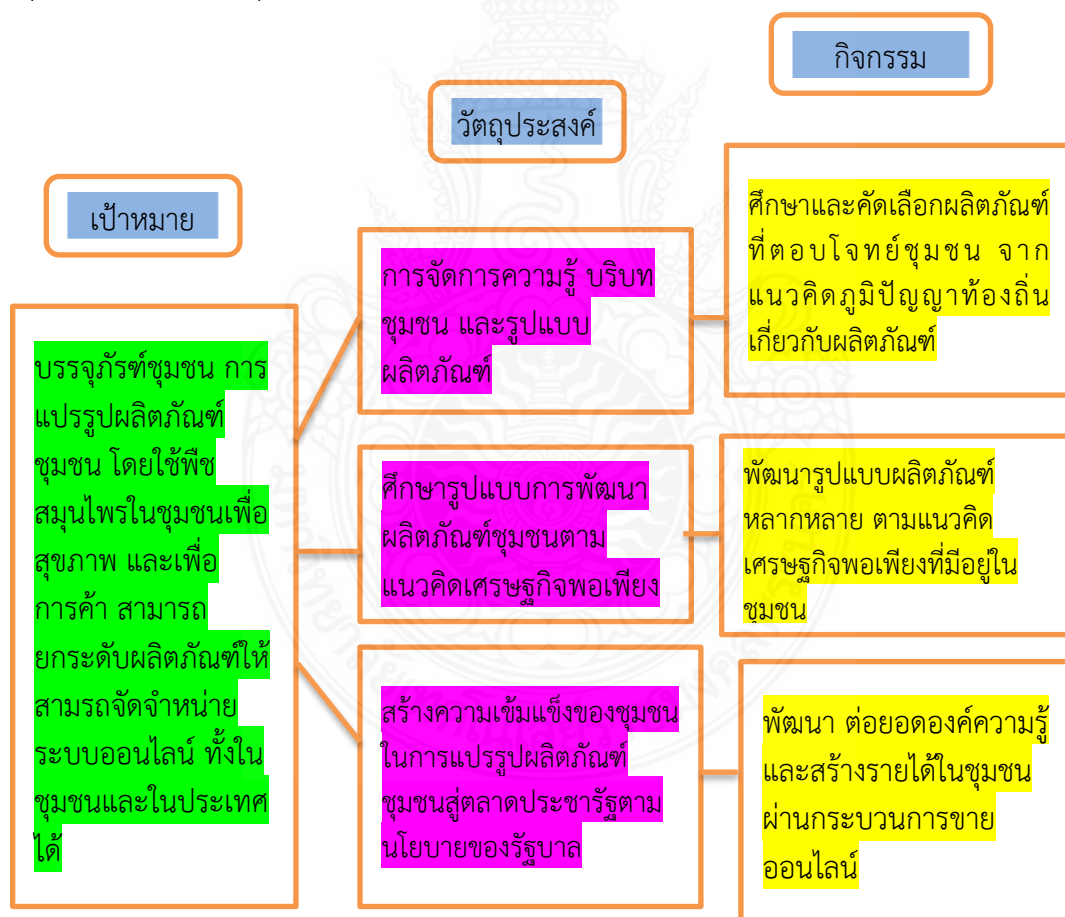 กิจกรรม
วัตถุประสงค์
เป้าหมาย
บรรจุภัรฑ์ชุมชน การ
แปรรูปผลิตภัณฑ์
ชุมชน โดยใช้พืช
สมุนไพรในชุมชนเพื่อ
สุขภาพ และเพื่อ
การค้า สามารถ
ยกระดับผลิตภัณฑ์ให้
สามรถจัดจำหน่าย
ระบบออนไลน์ ทั้งใน
ชุมชนและในประเทศ
ได้
การจัดการความรู้ บริบท
ชุมชน และรูปแบบ
ผลิตภัณฑ์
ศึกษารูปแบบการพัฒนา
ผลิตภัณฑ์ชุมชนตาม
แนวคิดเศรษฐกิจพอเพียง
สร้างความเข้มแข็งของชุมชน
ในการแปรรูปผลิตภัณฑ์
ชุมชนสู่ตลาดประชารัฐตาม
นโยบายของรัฐบาล
ศึกษาและคัดเลือกผลิตภัณฑ์
ที่ตอบโจทย์ชุมชน จาก
แนวคิดภูมิปัญญาท้องถิ่น
เกี่ยวกับผลิตภัณฑ์
พัฒนารูปแบบผลิตภัณฑ์
หลากหลาย ตามแนวคิด
เศรษฐกิจพอเพียงที่มีอยู่ใน
ชุมชน
พัฒนา ต่อยอดองค์ความรู้
และสร้างรายได้ในชุมชน
ผ่านกระบวนการขาย
ออนไลน์